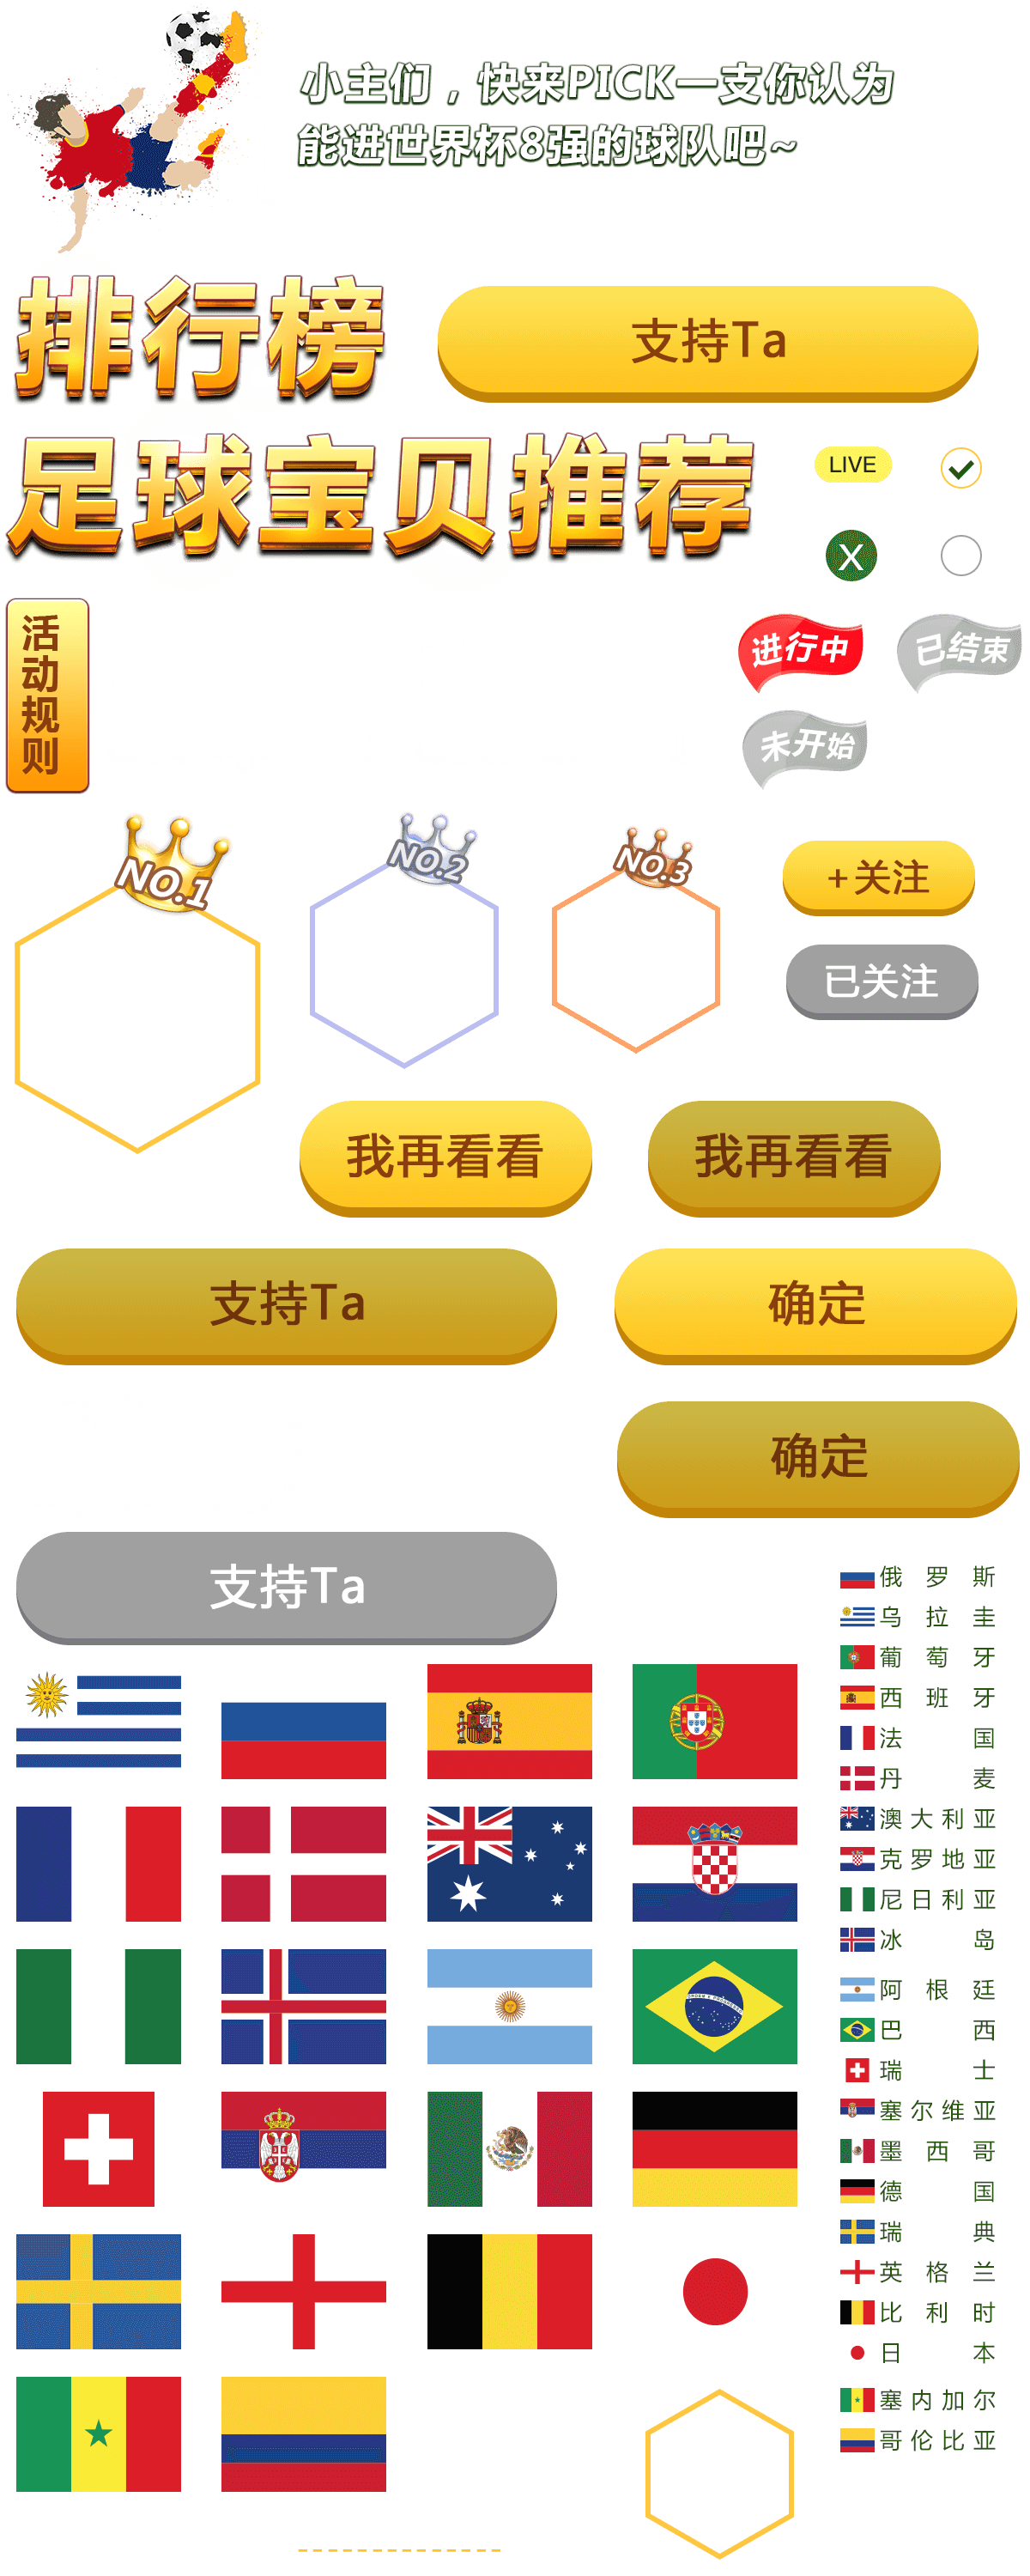 小主们，快来PICK一支你认为
能进世界杯8强的球队吧~
排行榜
支持Ta
足球宝贝推荐
LIVE
X
活动规则
进行中
已结束
未开始
NO.1
NO.2
NO.3
+关注
已关注
我再看看
我再看看
支持Ta
确定
确定
支持Ta
俄罗斯
乌拉圭
葡萄牙
西班牙
法国
丹麦
澳大利亚
克罗地亚
尼日利亚
冰岛
阿根廷
巴西
瑞士
塞尔维亚
墨西哥
德国
瑞典
英格兰
比利时
日本
塞内加尔
哥伦比亚